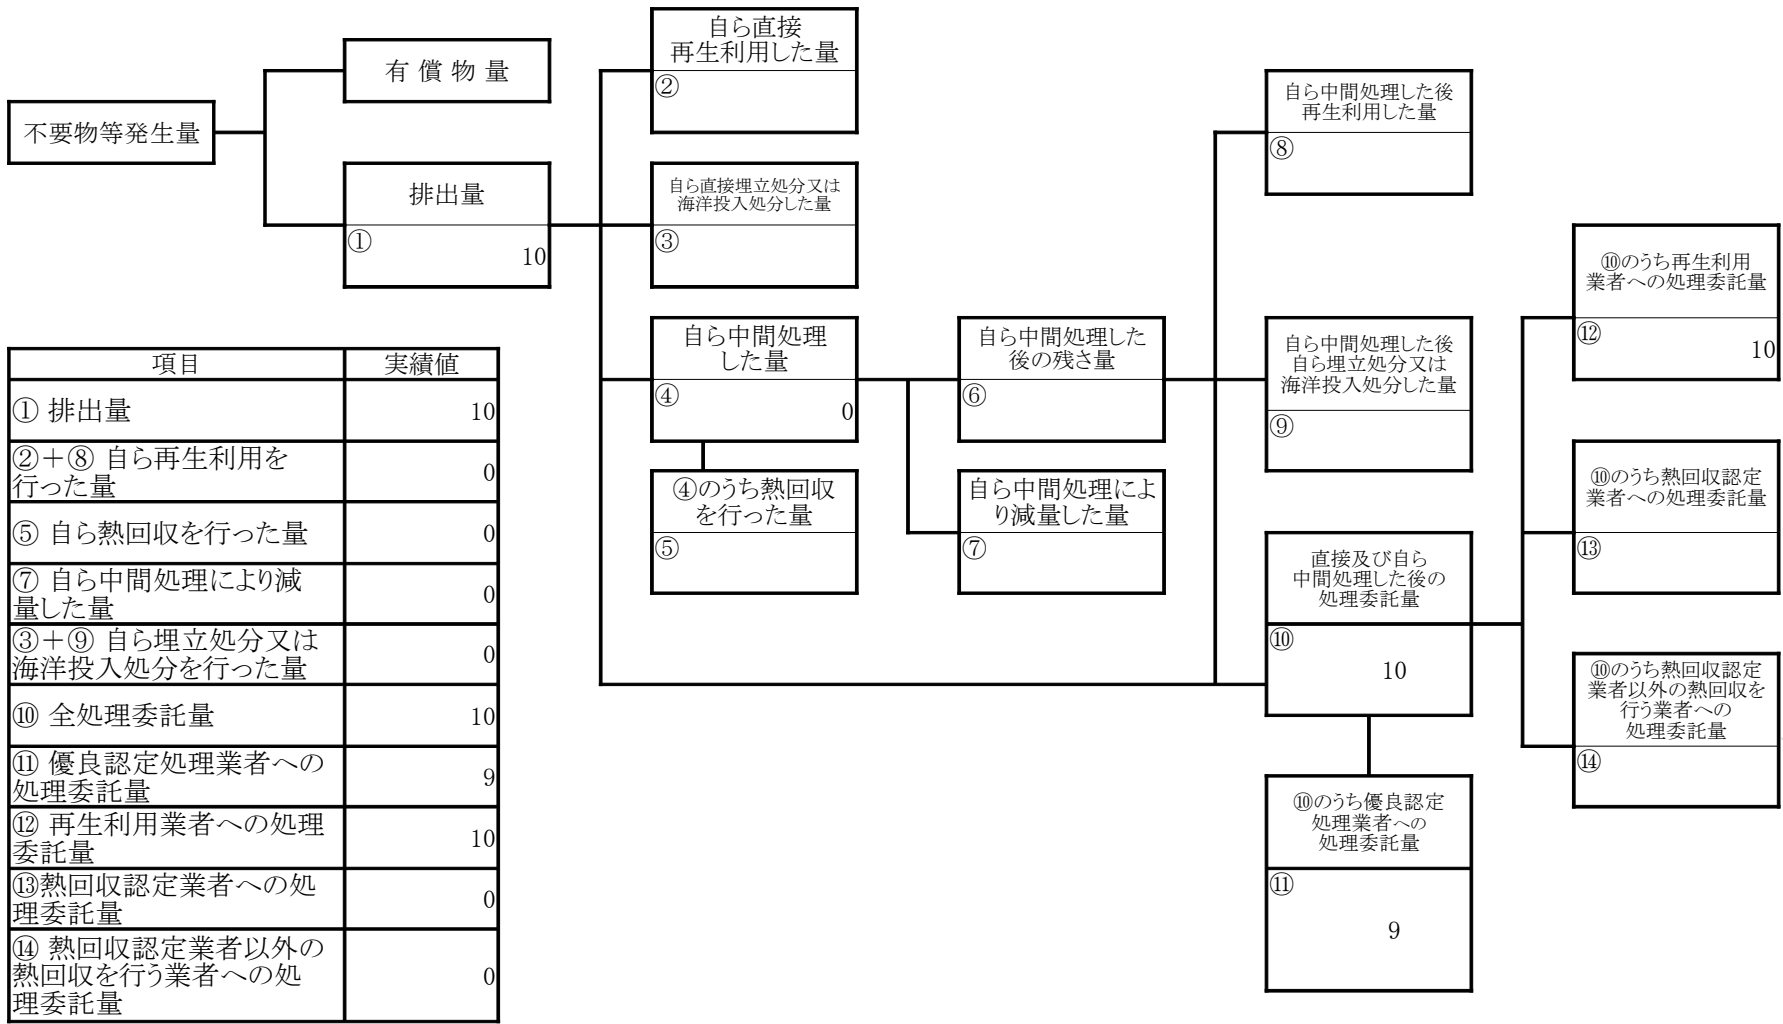 不要物等発生量
有 償 物 量
排出量
①
10
自ら直接
再生利用した量
②
自ら直接埋立処分又は
海洋投入処分した量
③
自ら中間処理
した量
④
0
④のうち熱回収
を行った量
⑤
自ら中間処理した
後の残さ量
⑥
自ら中間処理によ
り減量した量
⑦
自ら中間処理した後
再生利用した量
⑧
自ら中間処理した後
自ら埋立処分又は
海洋投入処分した量
⑨
直接及び自ら
中間処理した後の
処理委託量
⑩
10
⑩のうち優良認定
処理業者への
処理委託量
⑪
9
⑩のうち再生利用
業者への処理委託量
⑫
10
⑩のうち熱回収認定
業者への処理委託量
⑬
⑩のうち熱回収認定
業者以外の熱回収を
行う業者への
処理委託量
⑭
項目 実績値
① 排出量 10
②＋⑧ 自ら再生利用を
行った量 0
⑤ 自ら熱回収を行った量 0
⑦ 自ら中間処理により減
量した量 0
③＋⑨ 自ら埋立処分又は
海洋投入処分を行った量 0
⑩ 全処理委託量 10
⑪ 優良認定処理業者への
処理委託量 9
⑫ 再生利用業者への処理
委託量 10
⑬熱回収認定業者への処
理委託量 0
⑭ 熱回収認定業者以外の
熱回収を行う業者への処
理委託量 0